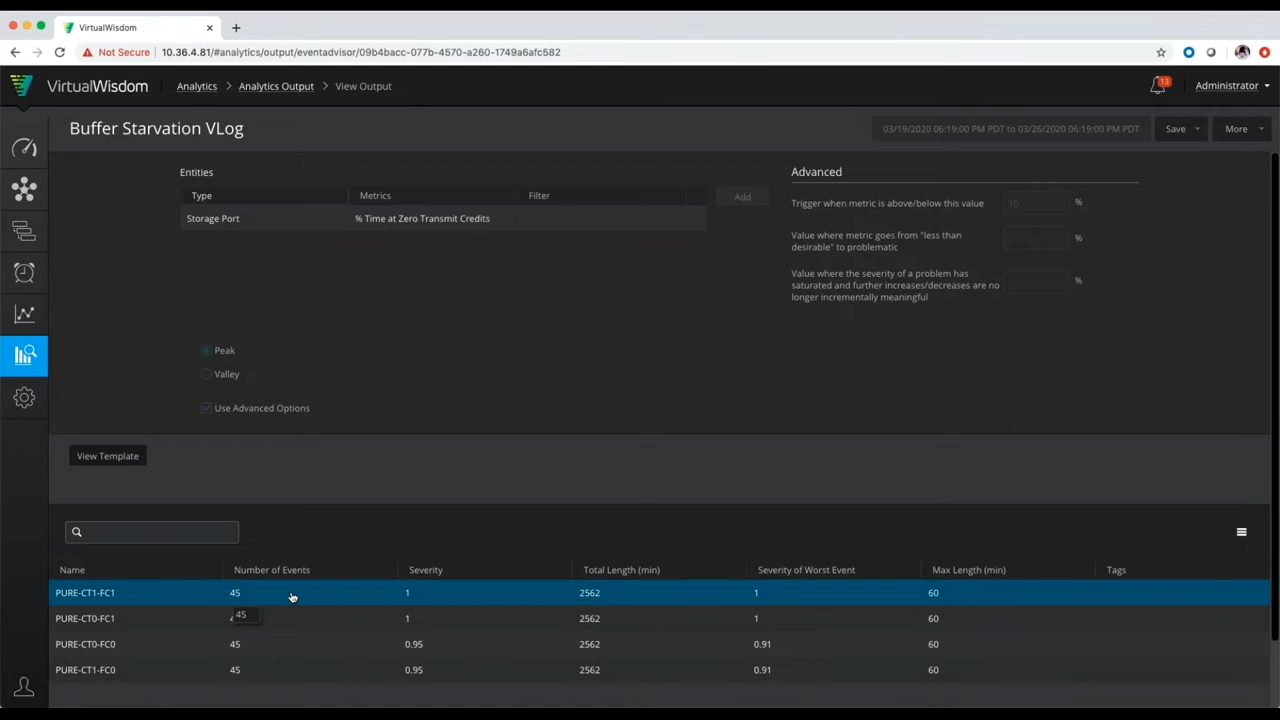 VirtualWisdom
Not Secure 10.36.4.81/#analytics/output/eventadvisor/09b4bacc-077b-4570-a260-1749a6afc582
VirtualWisdom Analytics > Analytics Output > View Output 13 Administrator
Buffer Starvation VLog 03/19/2020 06:19:00 PM PDT to 03/26/2020 06:19:00 PM PDT Save More
Entities Advanced
Type Metrics Filter Add
Storage Port % Time at Zero Transmit Credits
Trigger when metric is above/below this value 10 %
Value where metric goes from "less than
desirable" to problematic %
Value where the severity of a problem has
saturated and further increases/decreases are no
longer incrementally meaningful %
Peak
Valley
Use Advanced Options
View Template
Name Number of Events Severity Total Length (min) Severity of Worst Event Max Length (min) Tags
PURE-CT1-FC1 45 1 2562 1 60
45
PURE-CT0-FC1 1 2562 1 60
PURE-CT0-FC0 45 0.95 2562 0.91 60
PURE-CT1-FC0 45 0.95 2562 0.91 60